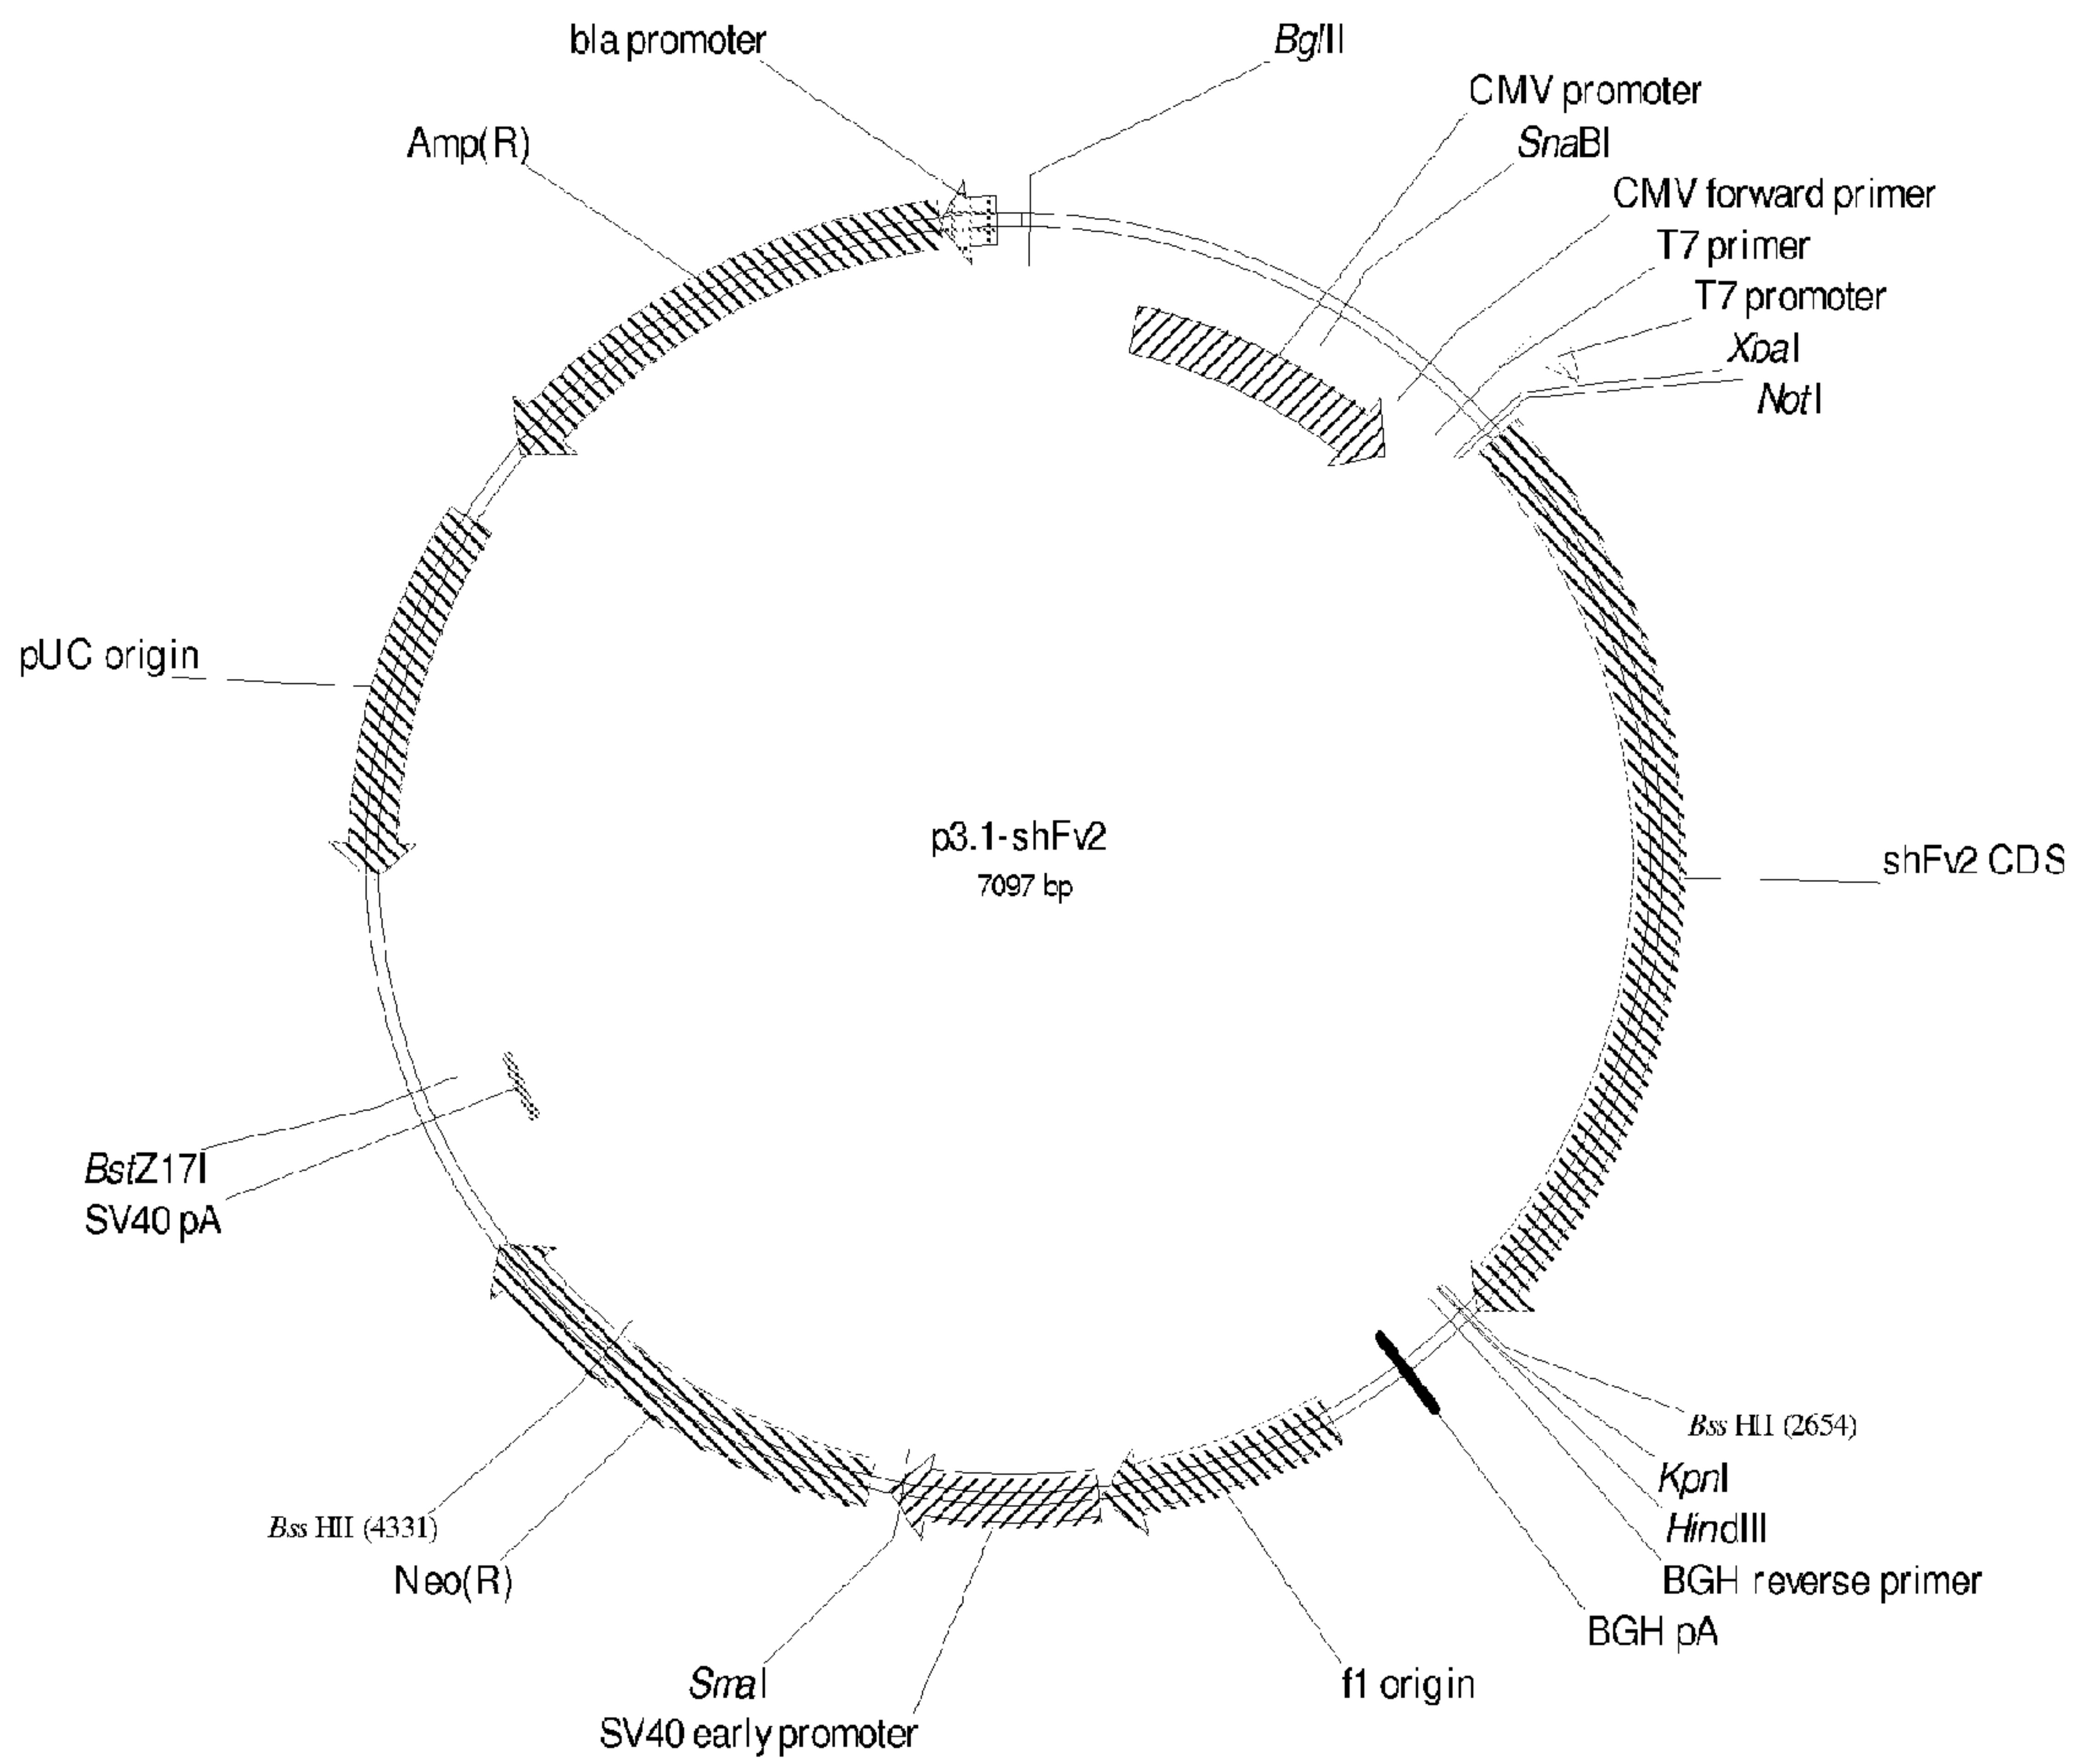 bla promoter
BglII
CMV promoter
Amp(R)
SnaBI
CMV forward primer
T7 primer
T7 promoter
XbaI
NotI
pUC origin
p3.1-shFv2
7097 bp
shFv2 CDS
BstZ17I
SV40 pA
Bss HII (2654)
KpnI
Bss HII (4331)
HindIII
Neo(R)
BGH reverse primer
BGH pA
SmaI
f1 origin
SV40 early promoter